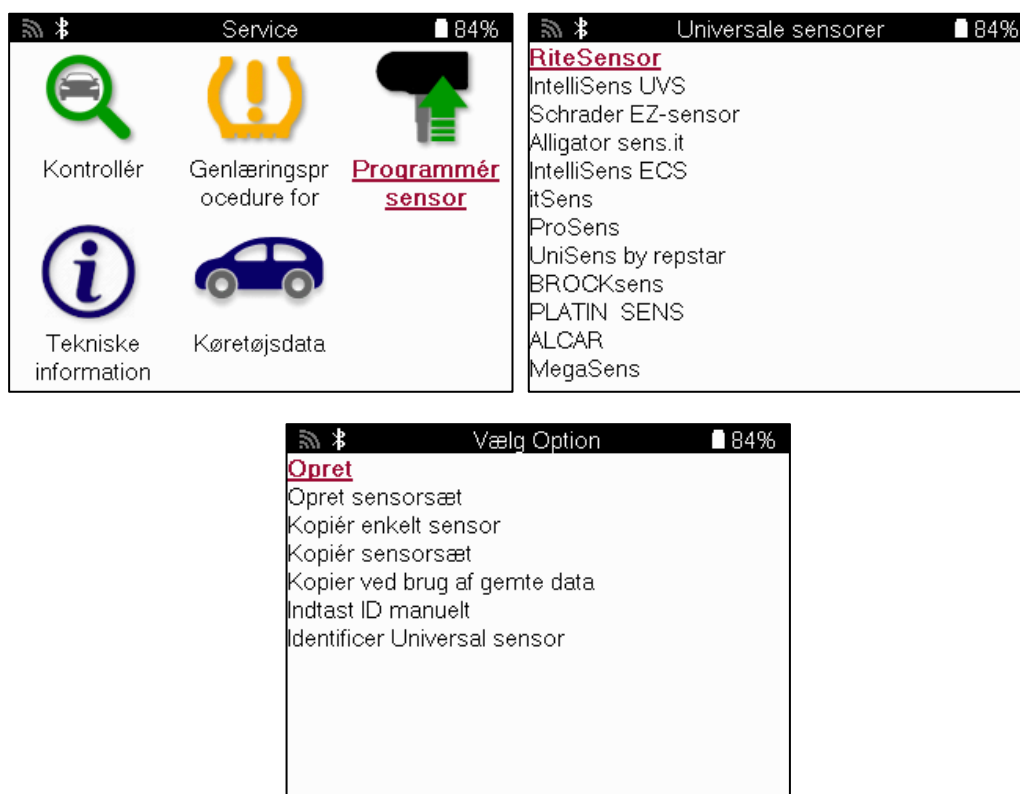 Service 84%
Kontrollér
Genlæringspr
ocedure for
Programmér
sensor
Tekniske
information
Køretøjsdata
Universale sensorer 84%
RiteSensor
IntelliSens UVS
Schrader EZ-sensor
Alligator sens.it
IntelliSens ECS
itSens
ProSens
UniSens by repstar
BROCKsens
PLATIN SENS
ALCAR
MegaSens
Vælg Option 84%
Opret
Opret sensorsæt
Kopiér enkelt sensor
Kopiér sensorsæt
Kopier ved brug af gemte data
Indtast ID manuelt
Identificer Universal sensor